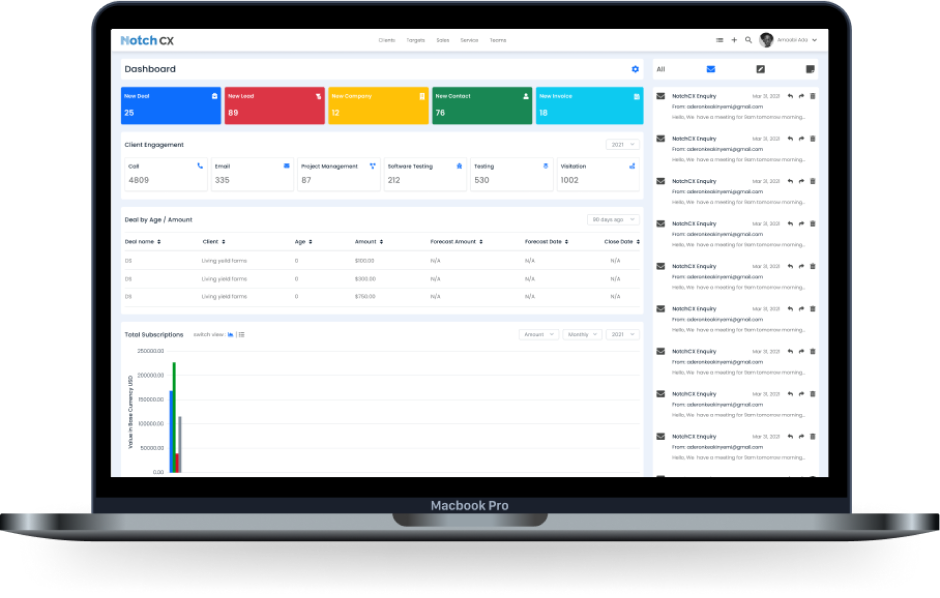 Notch CX
Clients Targets Sales Service Teams
Dashboard
All
New Deal
25
New Lead
89
New Company
12
New Contact
76
New Invoice
18
Client Engagement
2021
Call
4809
Email
335
Project Management
87
Software Testing
212
Testing
530
Visitation
1002
Deal by Age / Amount
90 days ago
Deal name Client Age Amount Forecast Amount Forecast Date Close Date
DS Living yield farms 0 $100.00 N/A N/A N/A
DS Living yield farms 0 $300.00 N/A N/A N/A
DS Living yield farms 0 $750.00 N/A N/A N/A
Total Subscriptions switch view:
Amount Monthly 2021
Value in Base Currency USD
250000.00
200000.00
150000.00
100000.00
50000.00
0.00
NotchCX Enquiry Mar 31, 2021
From: aderonkeakinyemi@gmail.com
Hello, We have a meeting for 9am tomorrow morning...
NotchCX Enquiry Mar 31, 2021
From: aderonkeakinyemi@gmail.com
Hello, We have a meeting for 9am tomorrow morning...
NotchCX Enquiry Mar 31, 2021
From: aderonkeakinyemi@gmail.com
Hello, We have a meeting for 9am tomorrow morning...
NotchCX Enquiry Mar 31, 2021
From: aderonkeakinyemi@gmail.com
Hello, We have a meeting for 9am tomorrow morning...
NotchCX Enquiry Mar 31, 2021
From: aderonkeakinyemi@gmail.com
Hello, We have a meeting for 9am tomorrow morning...
NotchCX Enquiry Mar 31, 2021
From: aderonkeakinyemi@gmail.com
Hello, We have a meeting for 9am tomorrow morning...
NotchCX Enquiry Mar 31, 2021
From: aderonkeakinyemi@gmail.com
Hello, We have a meeting for 9am tomorrow morning...
NotchCX Enquiry Mar 31, 2021
From: aderonkeakinyemi@gmail.com
Hello, We have a meeting for 9am tomorrow morning...
NotchCX Enquiry Mar 31, 2021
From: aderonkeakinyemi@gmail.com
Hello, We have a meeting for 9am tomorrow morning...
Macbook Pro